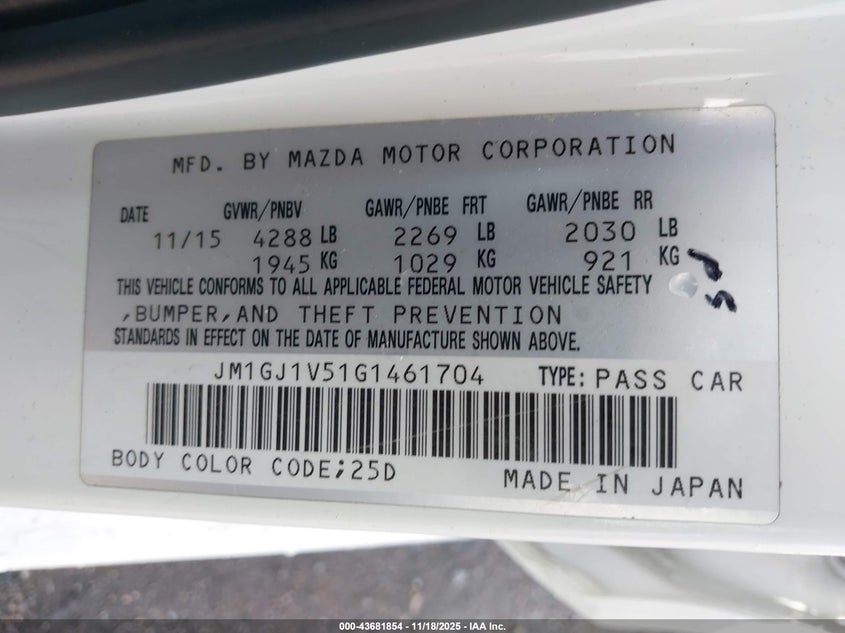 MFD. BY MAZDA MOTOR CORPORATION
DATE GVWR/PNBV GAWR/PNBE FRT GAWR/PNBE RR
11/15 4288 LB 2269 LB 2030 LB
1945 KG 1029 KG 921 KG
THIS VEHICLE CONFORMS TO ALL APPLICABLE FEDERAL MOTOR VEHICLE SAFETY
,BUMPER,AND THEFT PREVENTION
STANDARDS IN EFFECT ON THE DATE OF MANUFACTURE SHOWN ABOVE.
JM1GJ1V51G1461704 TYPE: PASS CAR
BODY COLOR CODE;25D MADE IN JAPAN
000-43681854 | 11/18/2025 - IAA Inc.